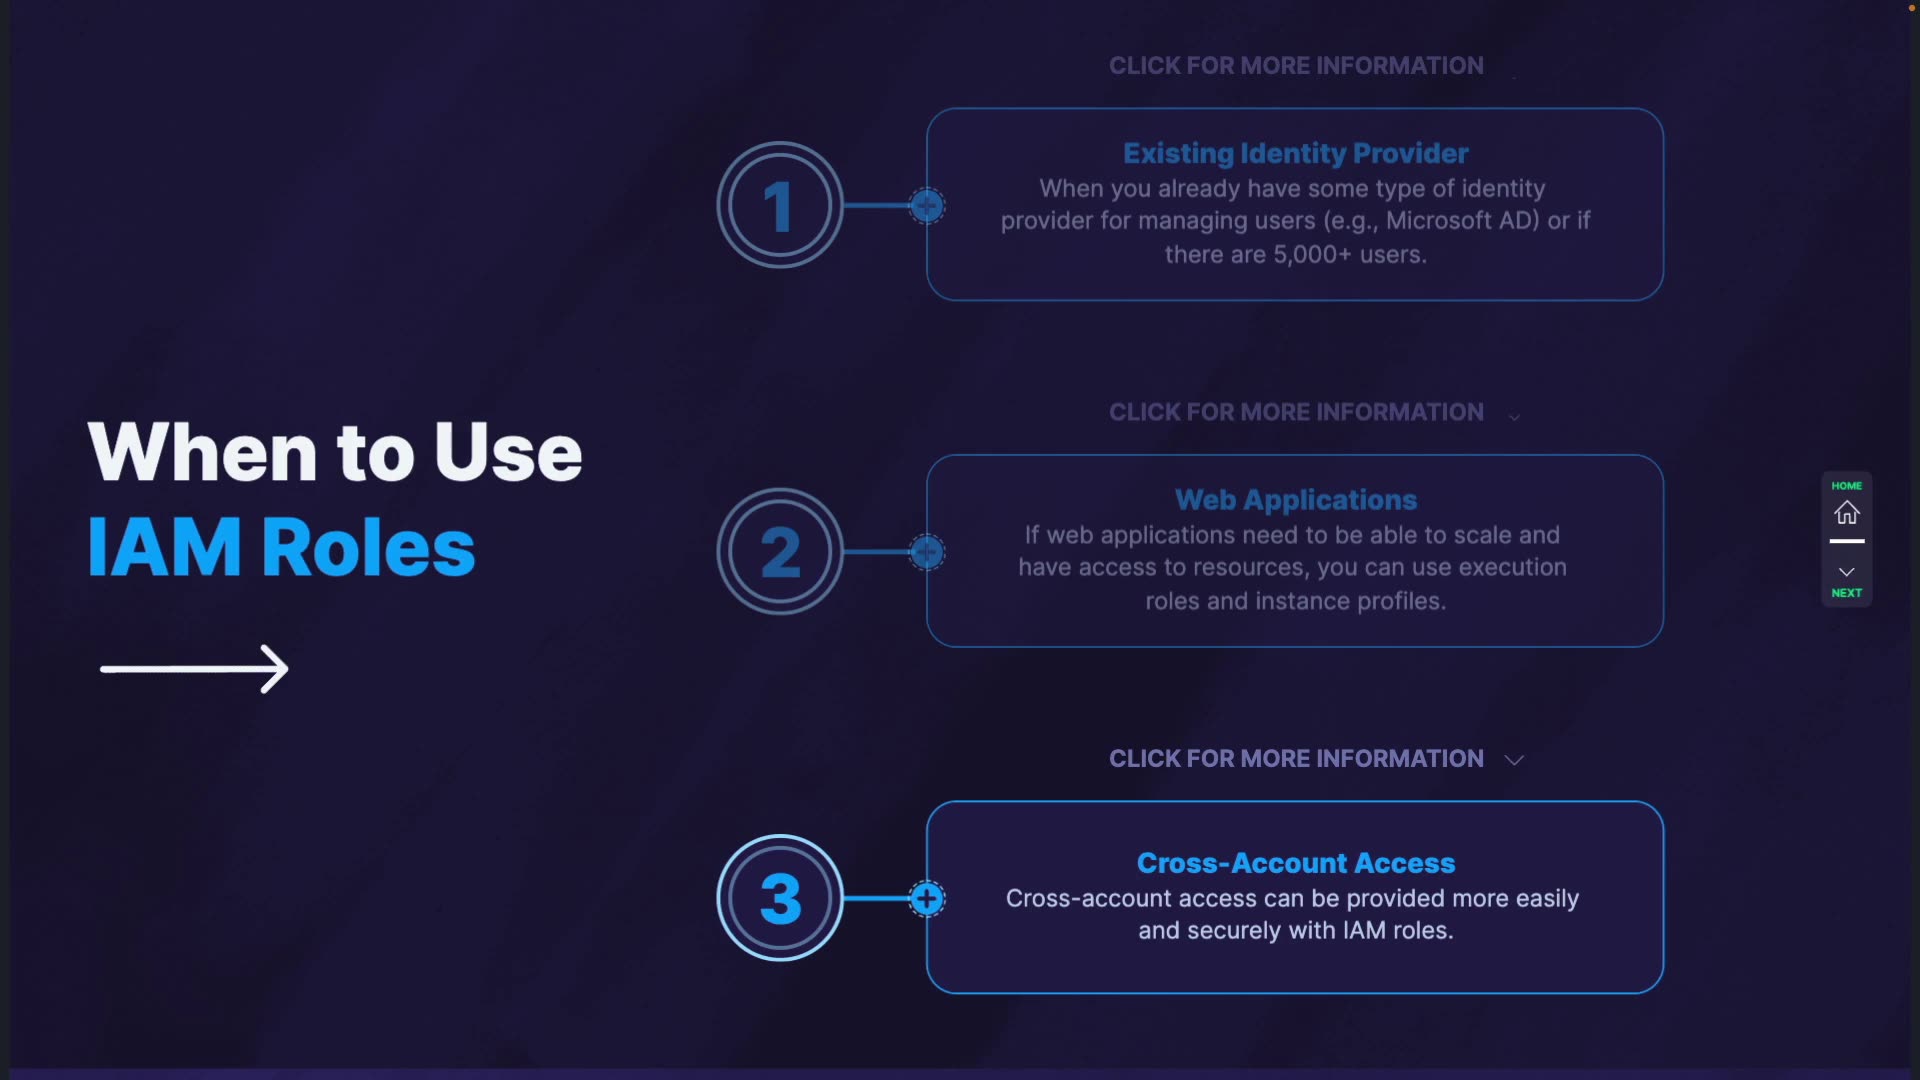 When to Use
IAM Roles
CLICK FOR MORE INFORMATION
1
Existing Identity Provider
When you already have some type of identity
provider for managing users (e.g., Microsoft AD) or if
there are 5,000+ users.
CLICK FOR MORE INFORMATION
2
Web Applications
If web applications need to be able to scale and
have access to resources, you can use execution
roles and instance profiles.
CLICK FOR MORE INFORMATION
3
Cross-Account Access
Cross-account access can be provided more easily
and securely with IAM roles.
HOME
NEXT